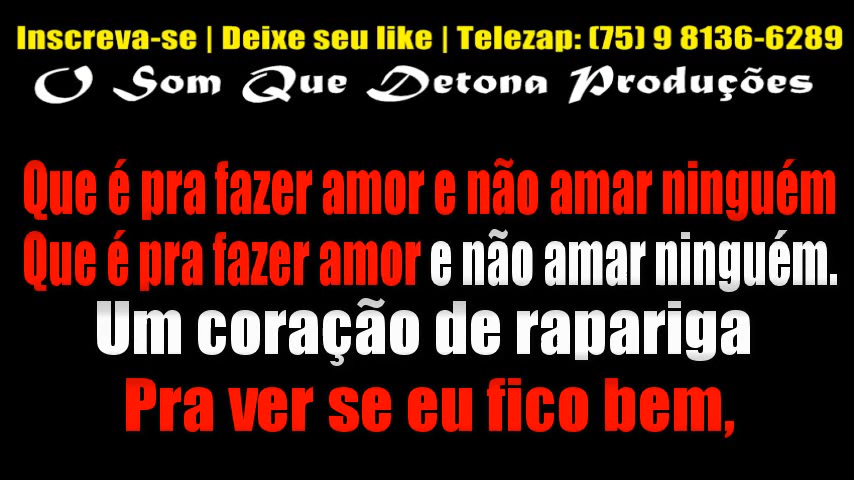 Inscreva-se | Deixe seu like | Telezap: (75) 9 8136-6289
O Som Que Detona Produções
Que é pra fazer amor e não amar ninguém
Que é pra fazer amor e não amar ninguém.
Um coração de rapariga
Pra ver se eu fico bem,